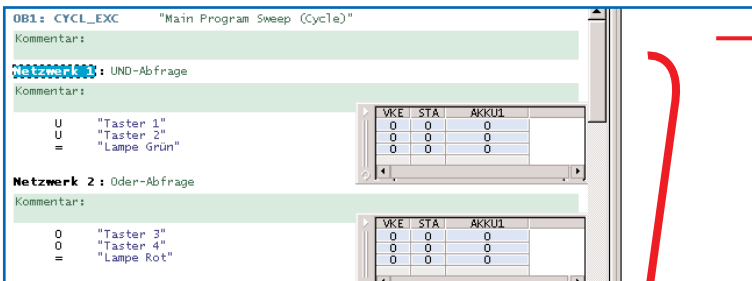 OB1: CYCL_EXC "Main Program Sweep (Cycle)"
Kommentar:
Netzwerk 1: UND-Abfrage
Kommentar:
VKE STA AKKU1
U "Taster 1" 0 0 0
U "Taster 2" 0 0 0
= "Lampe Grün" 0 0 0
Netzwerk 2: Oder-Abfrage
Kommentar:
VKE STA AKKU1
O "Taster 3" 0 0 0
O "Taster 4" 0 0 0
= "Lampe Rot" 0 0 0